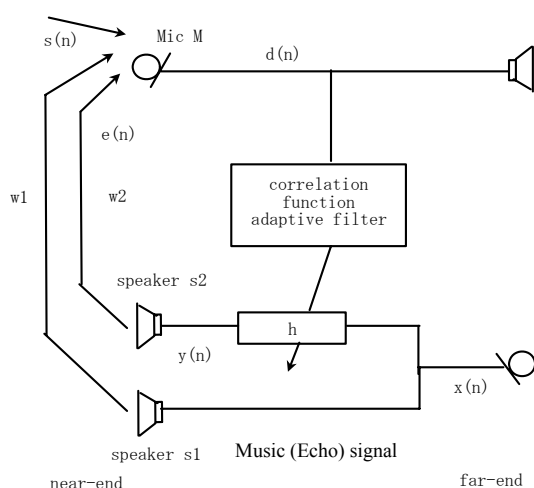 s(n)
Mic M
d(n)
e(n)
w1
w2
correlation
function
adaptive filter
speaker s2
h
y(n)
x(n)
speaker s1
Music (Echo) signal
near-end
far-end